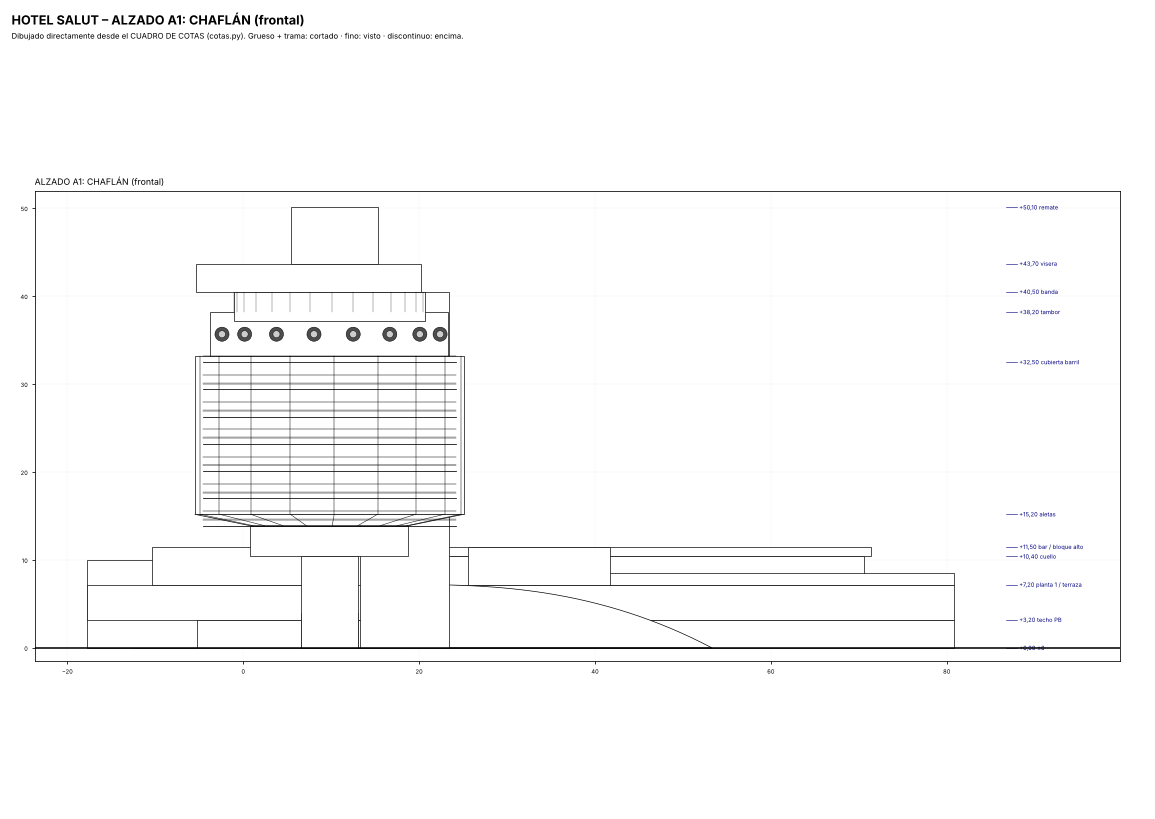 HOTEL SALUT – ALZADO A1: CHAFLÁN (frontal)
Dibujado directamente desde el CUADRO DE COTAS (cotas.py). Grueso + trama: cortado · fino: visto · discontinuo: encima.
ALZADO A1: CHAFLÁN (frontal)
50
40
30
20
10
0
+50,10 remate
+43,70 visera
+40,50 banda
+38,20 tambor
+32,50 cubierta barril
+15,20 aletas
+11,50 bar / bloque alto
+10,40 cuello
+7,20 planta 1 / terraza
+3,20 techo PB
−20
0
20
40
60
80